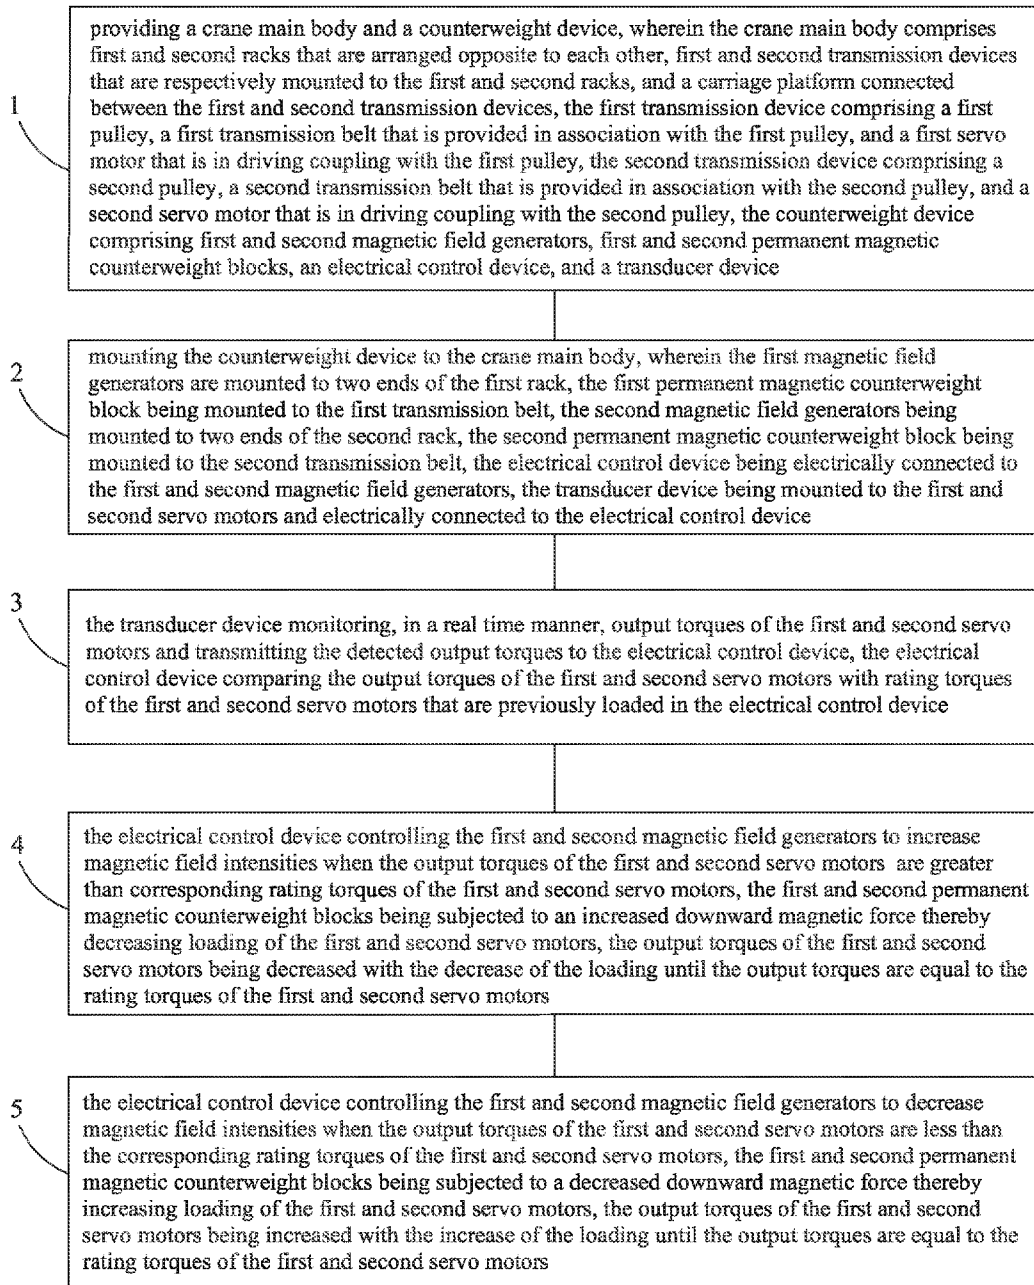 1
providing a crane main body and a counterweight device, wherein the crane main body comprises
first and second racks that are arranged opposite to each other, first and second transmission devices
that are respectively mounted to the first and second racks, and a carriage platform connected
between the first and second transmission devices, the first transmission device comprising a first
pulley, a first transmission belt that is provided in association with the first pulley, and a first servo
motor that is in driving coupling with the first pulley, the second transmission device comprising a
second pulley, a second transmission belt that is provided in association with the second pulley, and a
second servo motor that is in driving coupling with the second pulley, the counterweight device
comprising first and second magnetic field generators, first and second permanent magnetic
counterweight blocks, an electrical control device, and a transducer device
2
mounting the counterweight device to the crane main body, wherein the first magnetic field
generators are mounted to two ends of the first rack, the first permanent magnetic counterweight
block being mounted to the first transmission belt, the second magnetic field generators being
mounted to two ends of the second rack, the second permanent magnetic counterweight block being
mounted to the second transmission belt, the electrical control device being electrically connected to
the first and second magnetic field generators, the transducer device being mounted to the first and
second servo motors and electrically connected to the electrical control device
3
the transducer device monitoring, in a real time manner, output torques of the first and second servo
motors and transmitting the detected output torques to the electrical control device, the electrical
control device comparing the output torques of the first and second servo motors with rating torques
of the first and second servo motors that are previously loaded in the electrical control device
4
the electrical control device controlling the first and second magnetic field generators to increase
magnetic field intensities when the output torques of the first and second servo motors are greater
than corresponding rating torques of the first and second servo motors, the first and second permanent
magnetic counterweight blocks being subjected to an increased downward magnetic force thereby
decreasing loading of the first and second servo motors, the output torques of the first and second
servo motors being decreased with the decrease of the loading until the output torques are equal to the
rating torques of the first and second servo motors
5
the electrical control device controlling the first and second magnetic field generators to decrease
magnetic field intensities when the output torques of the first and second servo motors are less than
the corresponding rating torques of the first and second servo motors, the first and second permanent
magnetic counterweight blocks being subjected to a decreased downward magnetic force thereby
increasing loading of the first and second servo motors, the output torques of the first and second
servo motors being increased with the increase of the loading until the output torques are equal to the
rating torques of the first and second servo motors